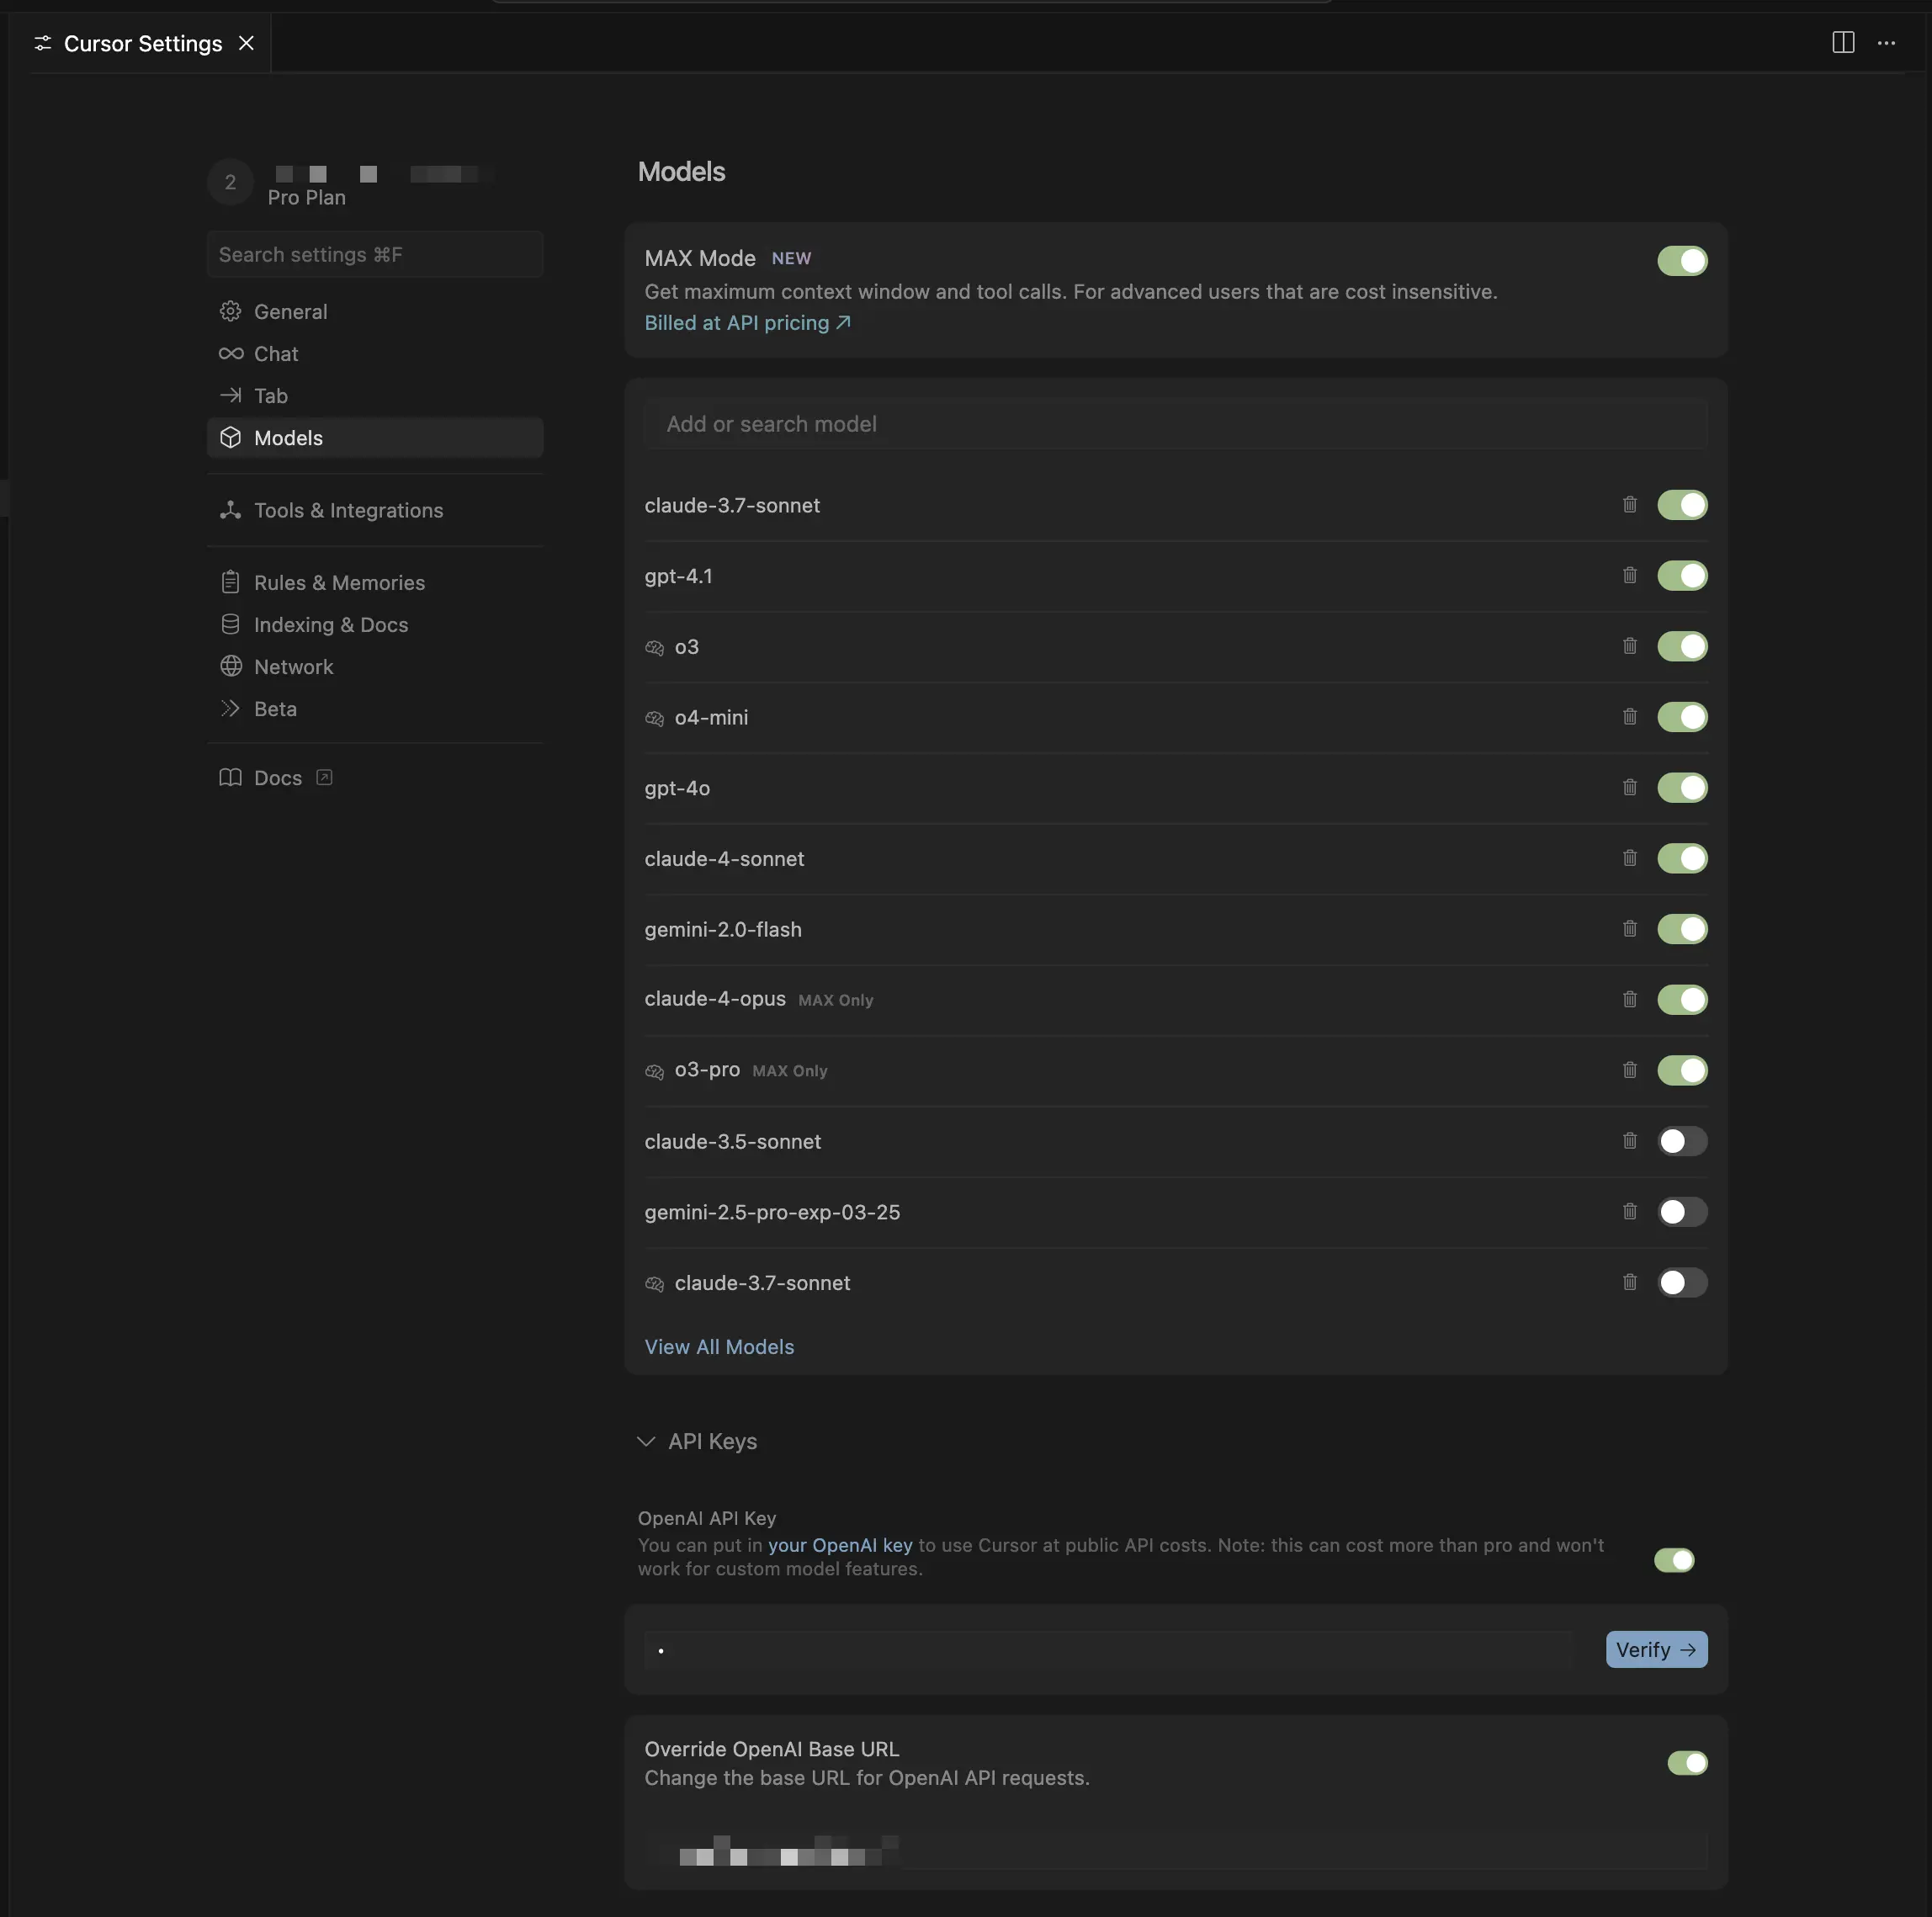 Cursor Settings
2
Pro Plan
Search settings ⌘F
General
Chat
Tab
Models
Tools & Integrations
Rules & Memories
Indexing & Docs
Network
Beta
Docs
Models
MAX Mode NEW
Get maximum context window and tool calls. For advanced users that are cost insensitive.
Billed at API pricing ↗
Add or search model
claude-3.7-sonnet
gpt-4.1
o3
o4-mini
gpt-4o
claude-4-sonnet
gemini-2.0-flash
claude-4-opus MAX Only
o3-pro MAX Only
claude-3.5-sonnet
gemini-2.5-pro-exp-03-25
claude-3.7-sonnet
View All Models
API Keys
OpenAI API Key
You can put in your OpenAI key to use Cursor at public API costs. Note: this can cost more than pro and won't
work for custom model features.
•
Verify →
Override OpenAI Base URL
Change the base URL for OpenAI API requests.